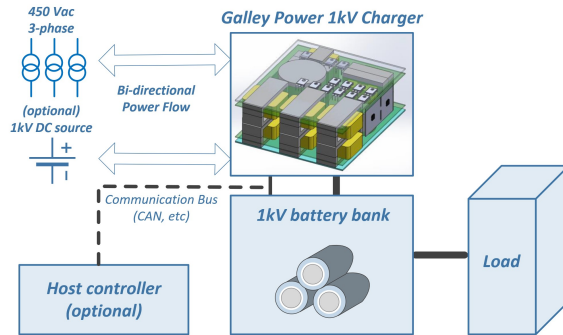 450 Vac
3-phase
Galley Power 1kV Charger
Bi-directional
Power Flow
(optional)
1kV DC source
+
Communication Bus
(CAN, etc)
1kV battery bank
Host controller
(optional)
Load